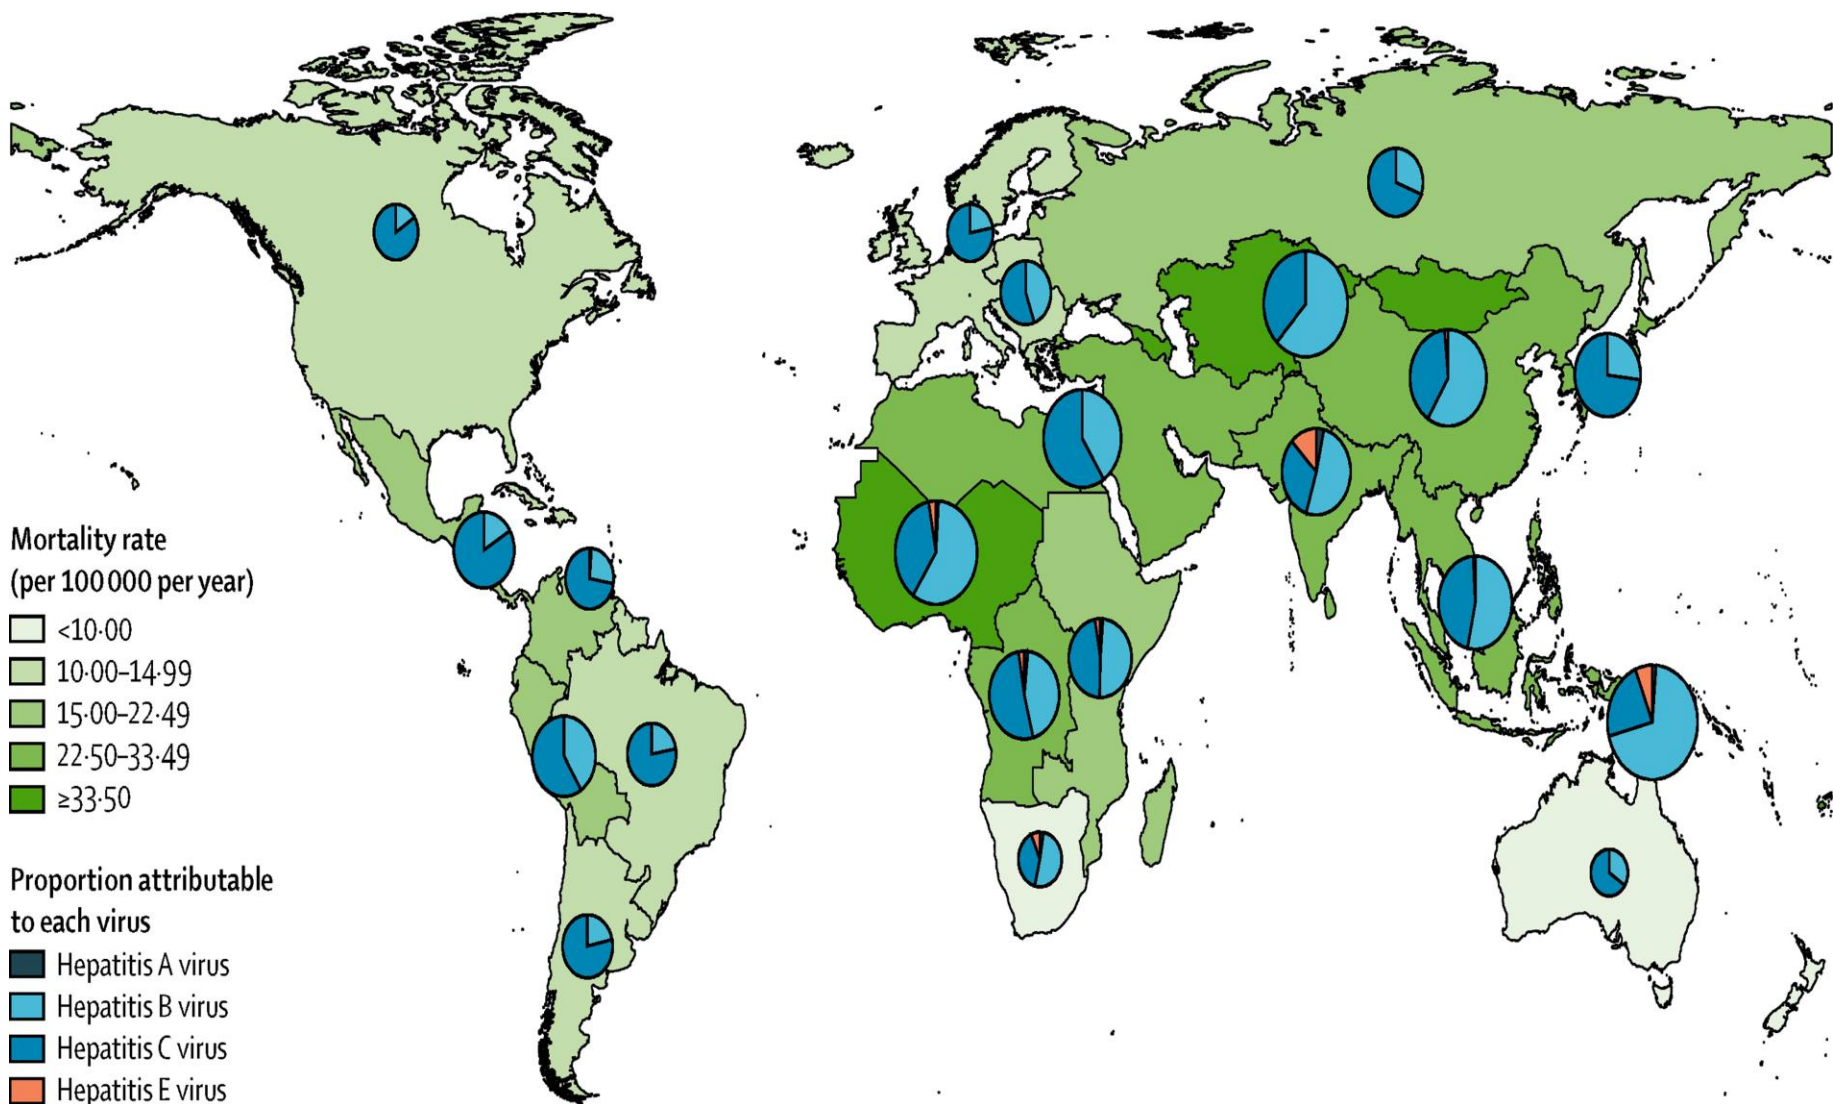 Mortality rate
(per 100 000 per year)
<10·00
10·00–14·99
15·00–22·49
22·50–33·49
≥33·50
Proportion attributable
to each virus
Hepatitis A virus
Hepatitis B virus
Hepatitis C virus
Hepatitis E virus